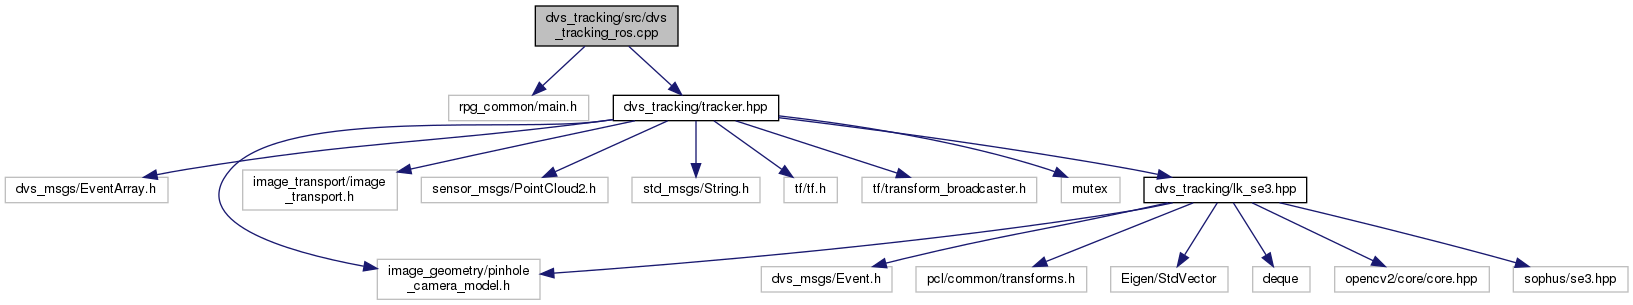 dvs_tracking/src/dvs
_tracking_ros.cpp
rpg_common/main.h
dvs_tracking/tracker.hpp
dvs_msgs/EventArray.h
image_transport/image
_transport.h
sensor_msgs/PointCloud2.h
std_msgs/String.h
tf/tf.h
tf/transform_broadcaster.h
mutex
dvs_tracking/lk_se3.hpp
image_geometry/pinhole
_camera_model.h
dvs_msgs/Event.h
pcl/common/transforms.h
Eigen/StdVector
deque
opencv2/core/core.hpp
sophus/se3.hpp